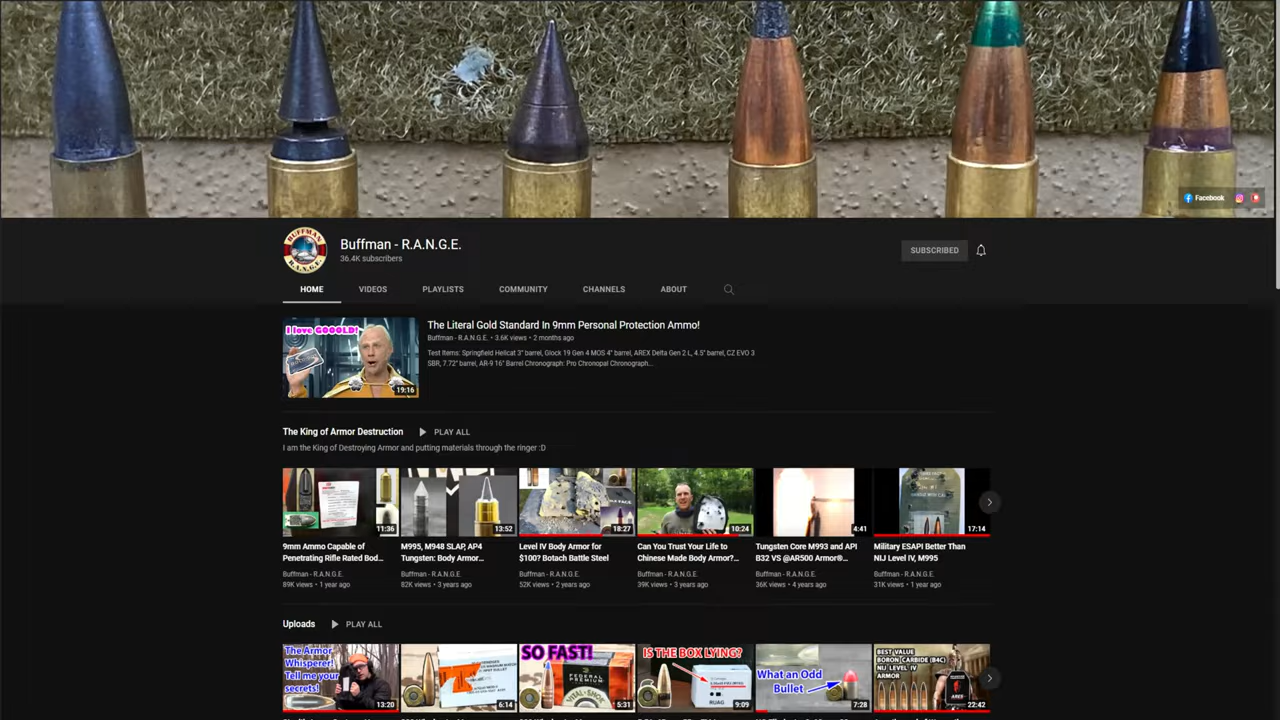 Facebook
BUFFMAN
R.A.N.G.E.
Buffman - R.A.N.G.E.
36.4K subscribers
SUBSCRIBED
HOME
VIDEOS
PLAYLISTS
COMMUNITY
CHANNELS
ABOUT
I love GOOOLD!
19:16
The Literal Gold Standard In 9mm Personal Protection Ammo!
Buffman - R.A.N.G.E. • 3.6K views • 2 months ago
Test Items: Springfield Hellcat 3" barrel, Glock 19 Gen 4 MOS 4" barrel, AREX Delta Gen 2 L, 4.5" barrel, CZ EVO 3
SBR, 7.72" barrel, AR-9 16" Barrel Chronograph: Pro Chronopal Chronograph...
The King of Armor Destruction
PLAY ALL
I am the King of Destroying Armor and putting materials through the ringer :D
11:36
9mm Ammo Capable of
Penetrating Rifle Rated Bod...
Buffman - R.A.N.G.E.
89K views • 1 year ago
13:52
M995, M948 SLAP, AP4
Tungsten: Body Armor...
Buffman - R.A.N.G.E.
82K views • 3 years ago
18:27
Level IV Body Armor for
$100? Botach Battle Steel
Buffman - R.A.N.G.E.
52K views • 2 years ago
10:24
Can You Trust Your Life to
Chinese Made Body Armor?...
Buffman - R.A.N.G.E.
39K views • 3 years ago
4:41
Tungsten Core M993 and API
B32 VS @AR500 Armor®...
Buffman - R.A.N.G.E.
36K views • 4 years ago
17:14
Military ESAPI Better Than
NIJ Level IV, M995
Buffman - R.A.N.G.E.
31K views • 1 year ago
Uploads
PLAY ALL
The Armor
Whisperer! Tell me your
secrets!
13:20
6:14
SO FAST!
FEDERAL
PREMIUM
VITAL-SHOK
5:31
IS THE BOX LYING?
9:09
What an Odd
Bullet
7:28
BEST VALUE
BORON CARBIDE (B4C)
NIJ LEVEL IV
ARMOR
22:42